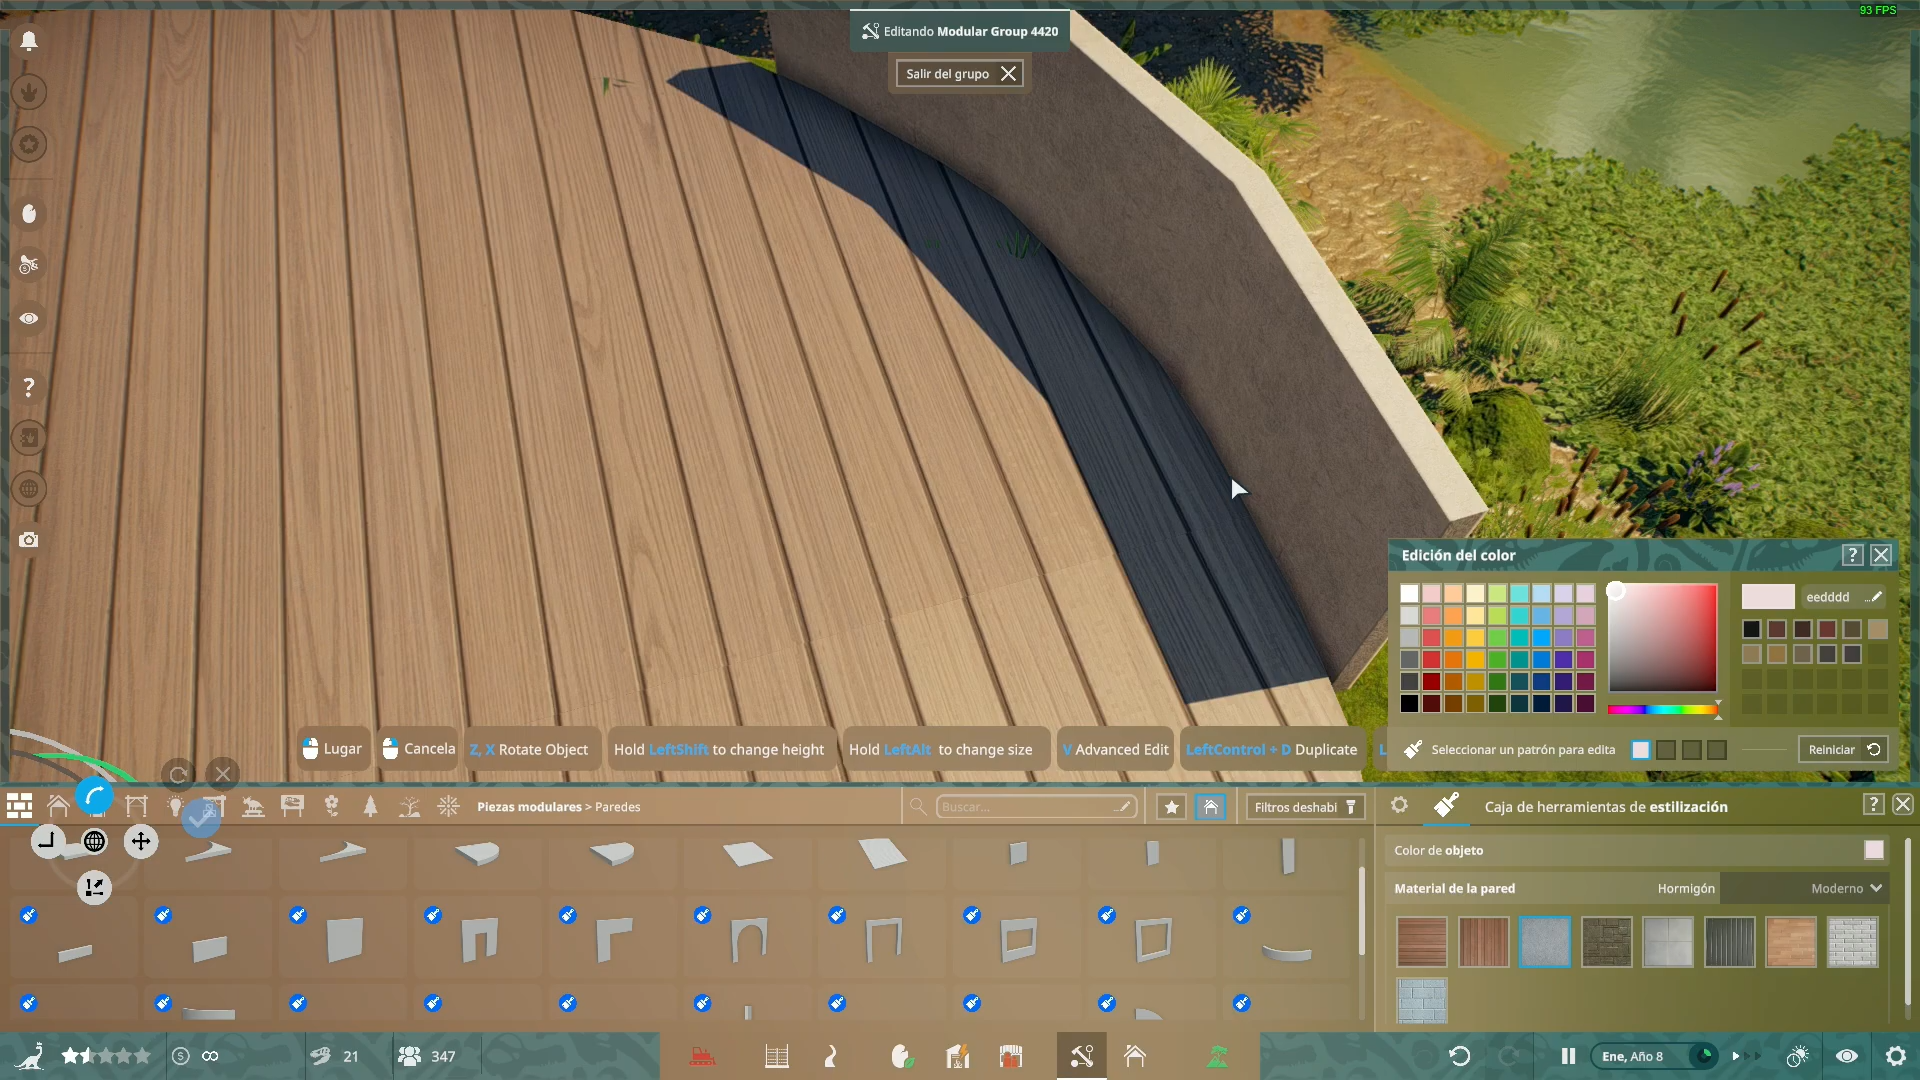 93 FPS
Editando Modular Group 4420
Salir del grupo
Edición del color
?
eedddd ...
Lugar
Cancela
Z, X Rotate Object
Hold LeftShift to change height
Hold LeftAlt to change size
V Advanced Edit
LeftControl + D Duplicate
L
Seleccionar un patrón para edita
Reiniciar
Piezas modulares > Paredes
Buscar...
Filtros deshabi
Caja de herramientas de estilización
?
Color de objeto
Material de la pared
Hormigón
Moderno
?
∞
21
347
Ene, Año 8